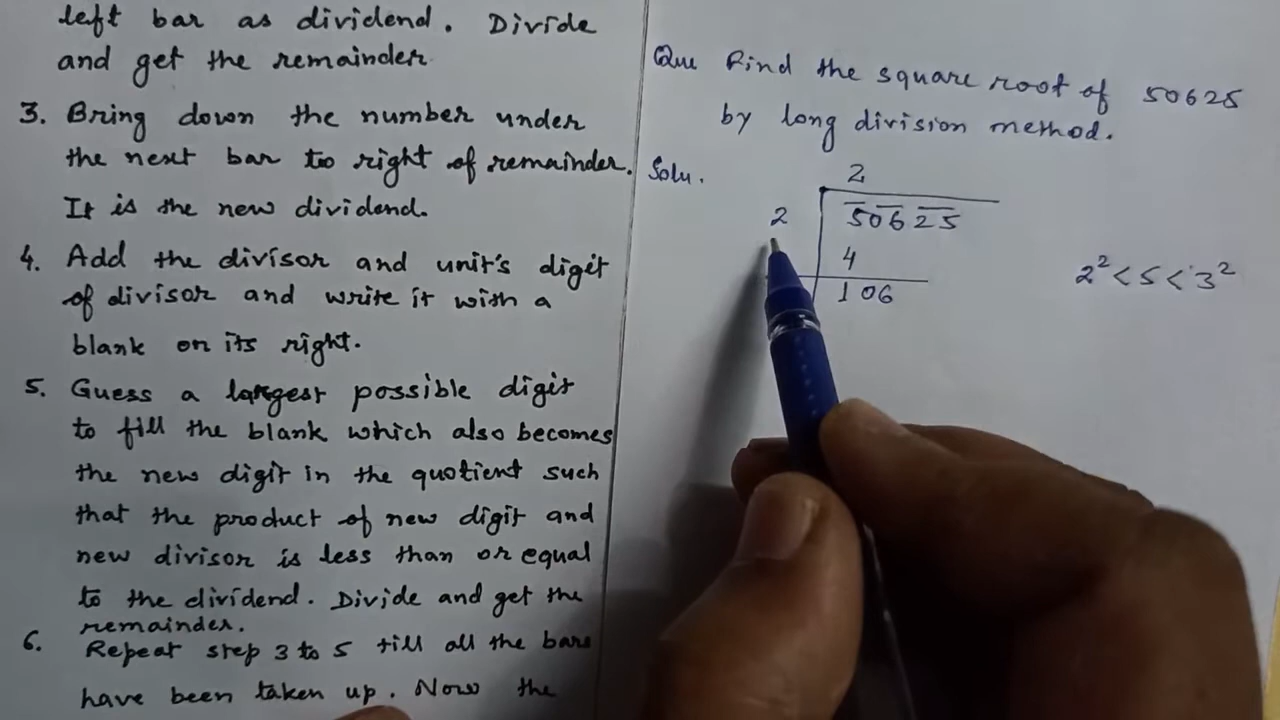 left bar as dividend. Divide
and get the remainder
3. Bring down the number under
the next bar to right of remainder.
It is the new dividend.
4. Add the divisor and unit's digit
of divisor and write it with a
blank on its right.
5. Guess a largest possible digit
to fill the blank which also becomes
the new digit in the quotient such
that the product of new digit and
new divisor is less than or equal
to the dividend. Divide and get the
remainder.
6. Repeat step 3 to 5 till all the bars
have been taken up. Now the
Que Find the square root of 50625
by long division method.
Solu.
2
2 50625
4
106
2² < 5 < 3²